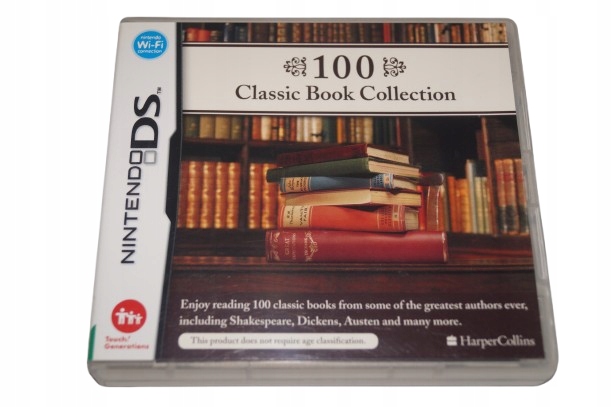 Nintendo
Wi-Fi
CONNECTION
NINTENDO DS™
Touch!
Generations
100
Classic Book Collection
Enjoy reading 100 classic books from some of the greatest authors ever,
including Shakespeare, Dickens, Austen and many more.
This product does not require age classification.
HarperCollins